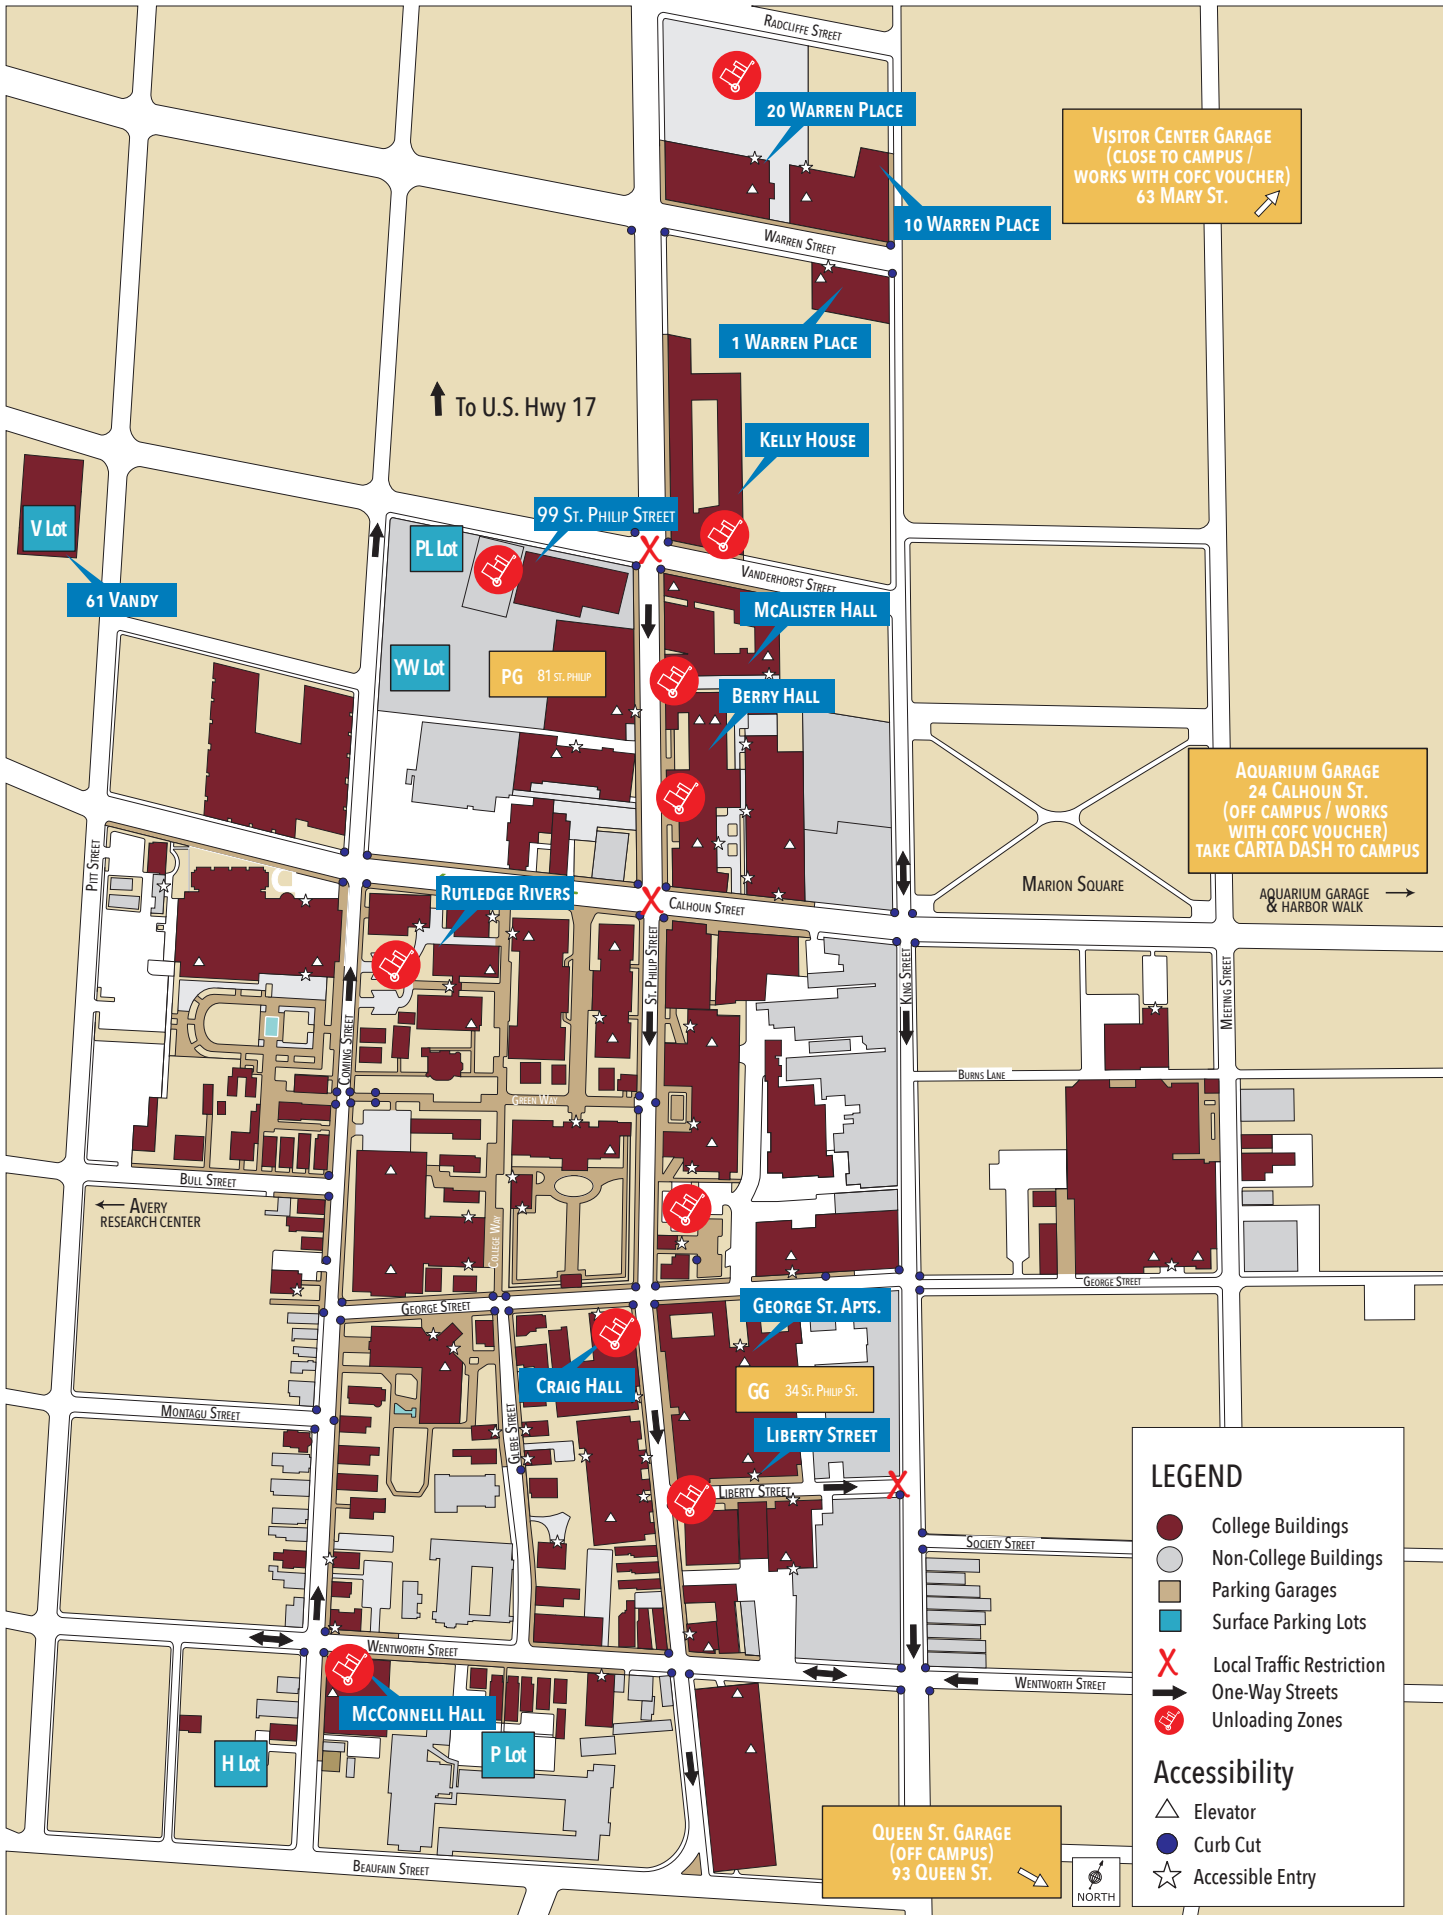 Radcliffe Street
20 Warren Place
Visitor Center Garage
(close to campus /
works with CofC voucher)
63 Mary St.
10 Warren Place
Warren Street
1 Warren Place
To U.S. Hwy 17
Kelly House
99 St. Philip Street
V Lot
PL Lot
Vanderhorst Street
61 Vandy
McAlister Hall
YW Lot
PG 81 St. Philip
Berry Hall
Aquarium Garage
24 Calhoun St.
(off campus / works
with CofC voucher)
take CARTA DASH to campus
Pitt Street
Marion Square
Aquarium Garage
& Harbor Walk
Rutledge Rivers
Calhoun Street
St. Philip Street
King Street
Meeting Street
Coming Street
Burns Lane
Green Way
Bull Street
Avery
Research Center
College Way
George Street
George Street
George St. Apts.
Craig Hall
GG 34 St. Philip St.
Montagu Street
Glebe Street
Liberty Street
Liberty Street
Society Street
Wentworth Street
Wentworth Street
McConnell Hall
H Lot
P Lot
Queen St. Garage
(off campus)
93 Queen St.
Beaufain Street
NORTH
LEGEND
College Buildings
Non-College Buildings
Parking Garages
Surface Parking Lots
Local Traffic Restriction
One-Way Streets
Unloading Zones
Accessibility
Elevator
Curb Cut
Accessible Entry